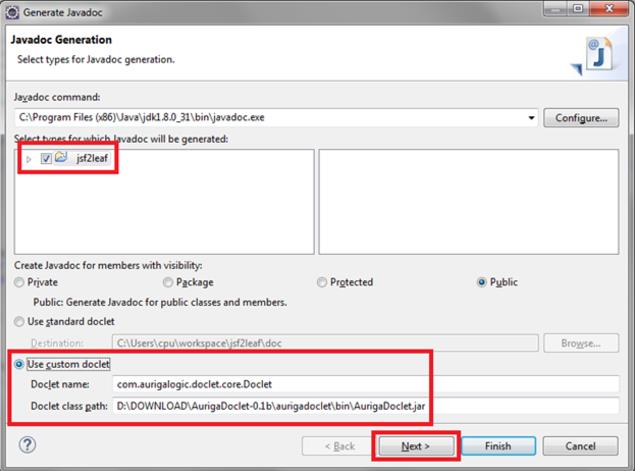 Generate Javadoc
Javadoc Generation
Select types for Javadoc generation.
@
J
Javadoc command:
C:\Program Files (x86)\Java\jdk1.8.0_31\bin\javadoc.exe
Configure...
Select types for which Javadoc will be generated:
jsf2leaf
Create Javadoc for members with visibility:
Private
Package
Protected
Public
Public: Generate Javadoc for public classes and members.
Use standard doclet
Destination:
C:\Users\cpu\workspace\jsf2leaf\doc
Browse...
Use custom doclet
Doclet name:
com.aurigalogic.doclet.core.Doclet
Doclet class path:
D:\DOWNLOAD\AurigaDoclet-0.1b\aurigadoclet\bin\AurigaDoclet.jar
?
< Back
Next >
Finish
Cancel